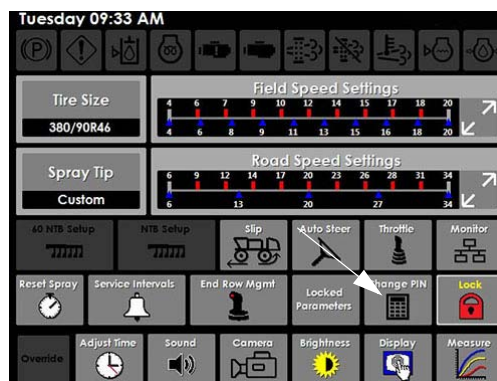 Tuesday 09:33 AM
(P)
Tire Size
380/90R46
Field Speed Settings
4 6 7 9 10 12 14 15 17 18 20
4 6 8 9 11 13 15 16 18 20
Spray Tip
Custom
Road Speed Settings
6 9 12 14 17 20 23 26 28 31 34
6 13 20 27 34
60 NTB Setup
NTB Setup
Slip
Auto Steer
Throttle
Monitor
Reset Spray
Service Intervals
End Row Mgmt
Locked
Parameters
hange PIN
Lock
Override
Adjust Time
Sound
Camera
Brightness
Display
Measure